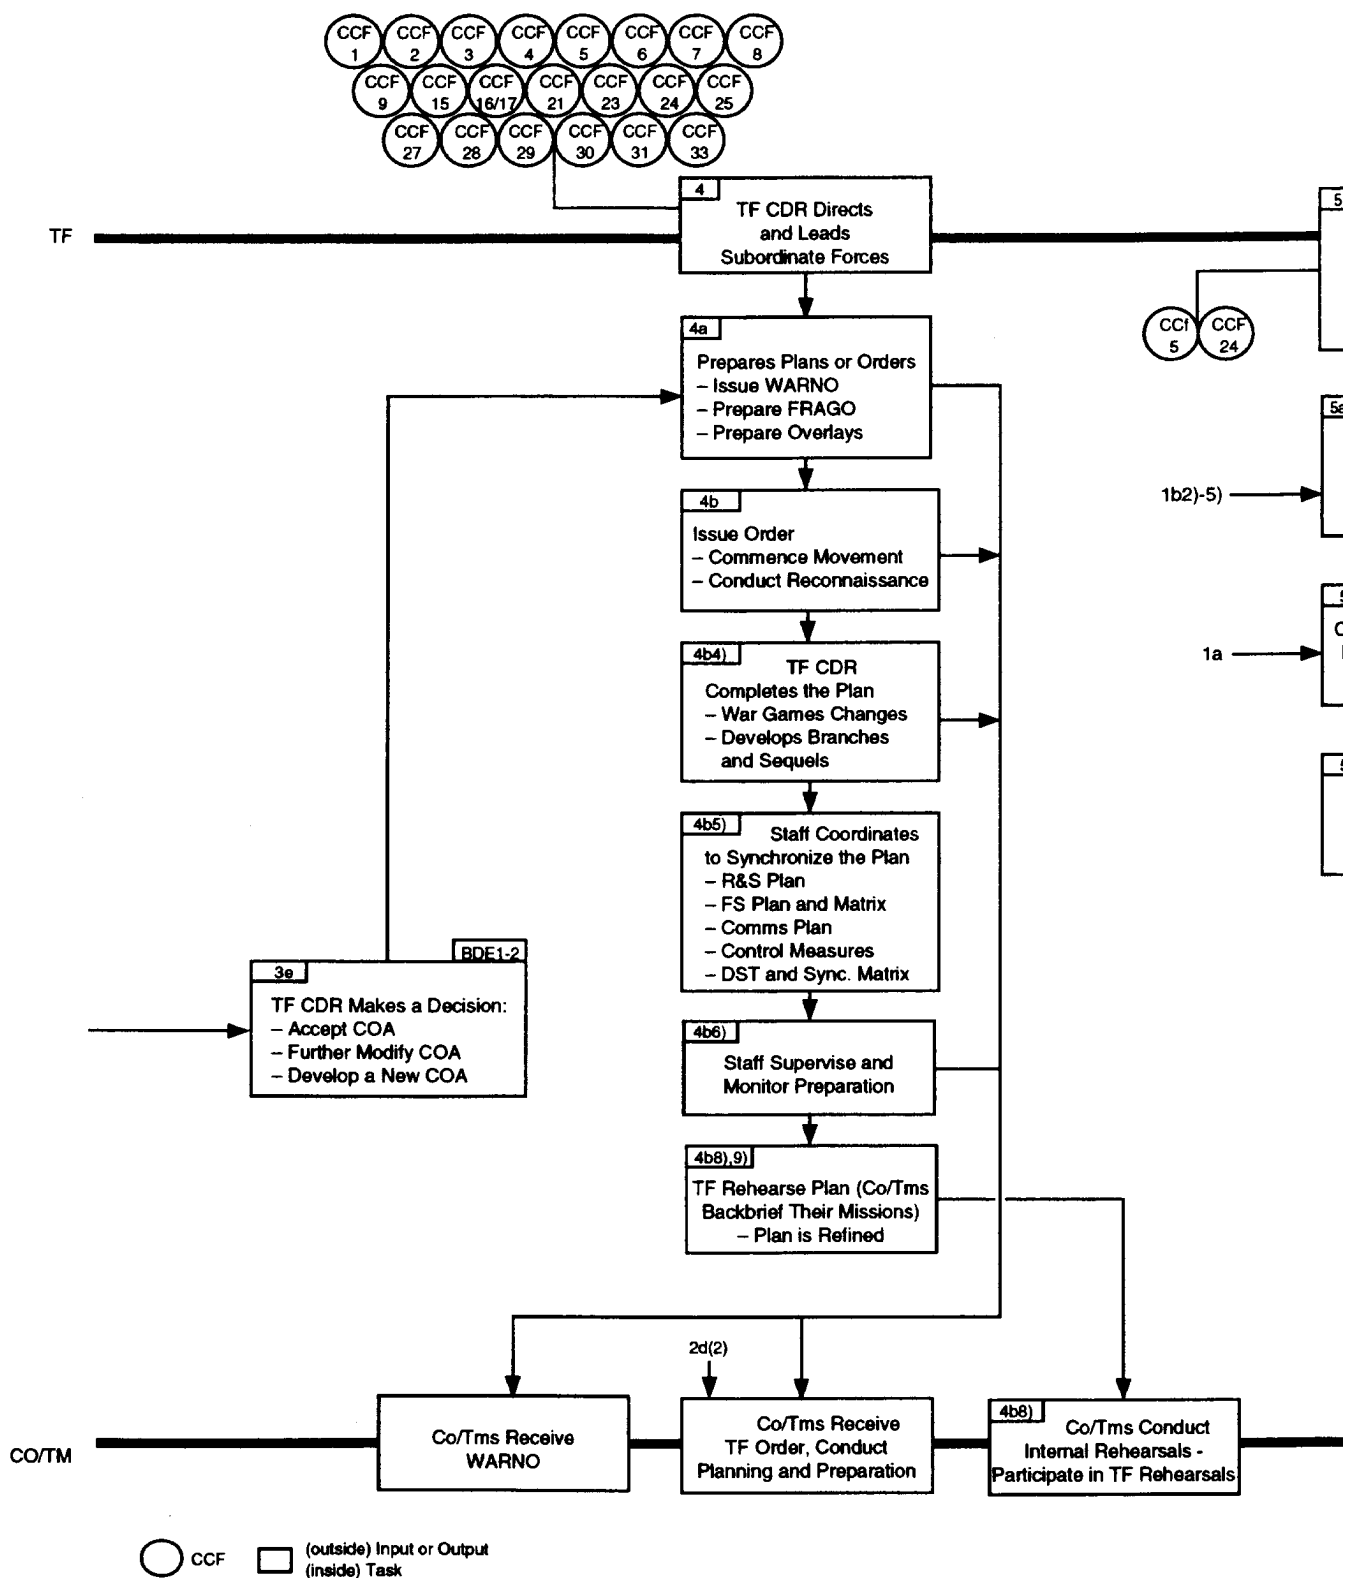 CCF CCF CCF CCF CCF CCF CCF CCF
1 2 3 4 5 6 7 8
CCF CCF CCF CCF CCF CCF CCF
9 15 16/17 21 23 24 25
CCF CCF CCF CCF CCF CCF
27 28 29 30 31 33
4
TF CDR Directs
and Leads
Subordinate Forces
TF
5
CCf CCF
5 24
4a
Prepares Plans or Orders
– Issue WARNO
– Prepare FRAGO
– Prepare Overlays
4b
Issue Order
– Commence Movement
– Conduct Reconnaissance
1b2)-5)
4b4)
TF CDR
Completes the Plan
– War Games Changes
– Develops Branches
and Sequels
1a
4b5)
Staff Coordinates
to Synchronize the Plan
– R&S Plan
– FS Plan and Matrix
– Comms Plan
– Control Measures
– DST and Sync. Matrix
BDE1-2
3e
TF CDR Makes a Decision:
– Accept COA
– Further Modify COA
– Develop a New COA
4b6)
Staff Supervise and
Monitor Preparation
4b8),9)
TF Rehearse Plan (Co/Tms
Backbrief Their Missions)
– Plan is Refined
2d(2)
CO/TM
Co/Tms Receive
WARNO
Co/Tms Receive
TF Order, Conduct
Planning and Preparation
4b8)
Co/Tms Conduct
Internal Rehearsals -
Participate in TF Rehearsals
CCF
(outside) Input or Output
(inside) Task